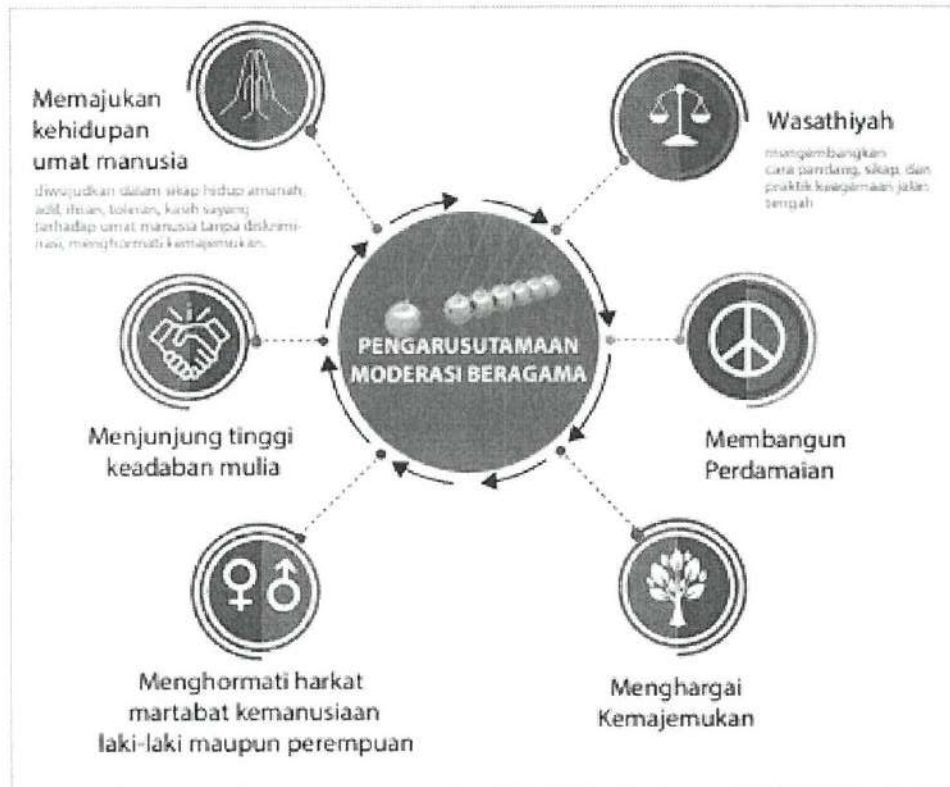 Memajukan
kehidupan
umat manusia
diwujudkan dalam sikap hidup amanah,
adil, ihsan, toleran, kasih sayang
terhadap umat manusia tanpa diskrimi-
nasi, menghormati kemajemukan.
Wasathiyah
mengembangkan
cara pandang, sikap, dan
praktik keagamaan jalan
tengah
PENGARUSUTAMAAN
MODERASI BERAGAMA
Menjunjung tinggi
keadaban mulia
Membangun
Perdamaian
Menghormati harkat
martabat kemanusiaan
laki-laki maupun perempuan
Menghargai
Kemajemukan